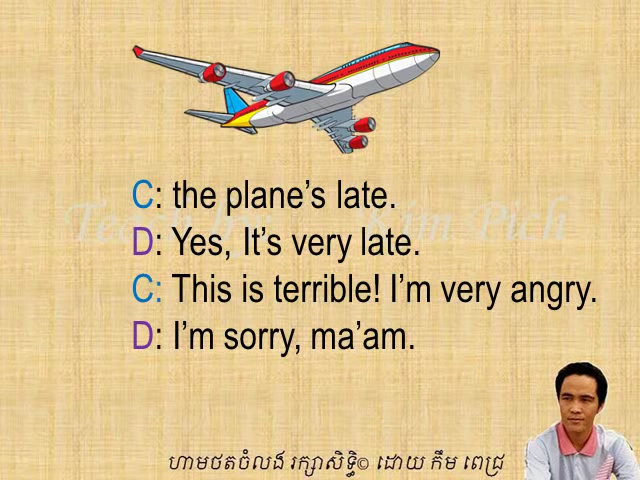 C: the plane's late.
D: Yes, It's very late.
C: This is terrible! I'm very angry.
D: I'm sorry, ma'am.
ហាមថតចំលង រក្សាសិទ្ធិ© ដោយ កឹម ពេជ្រ